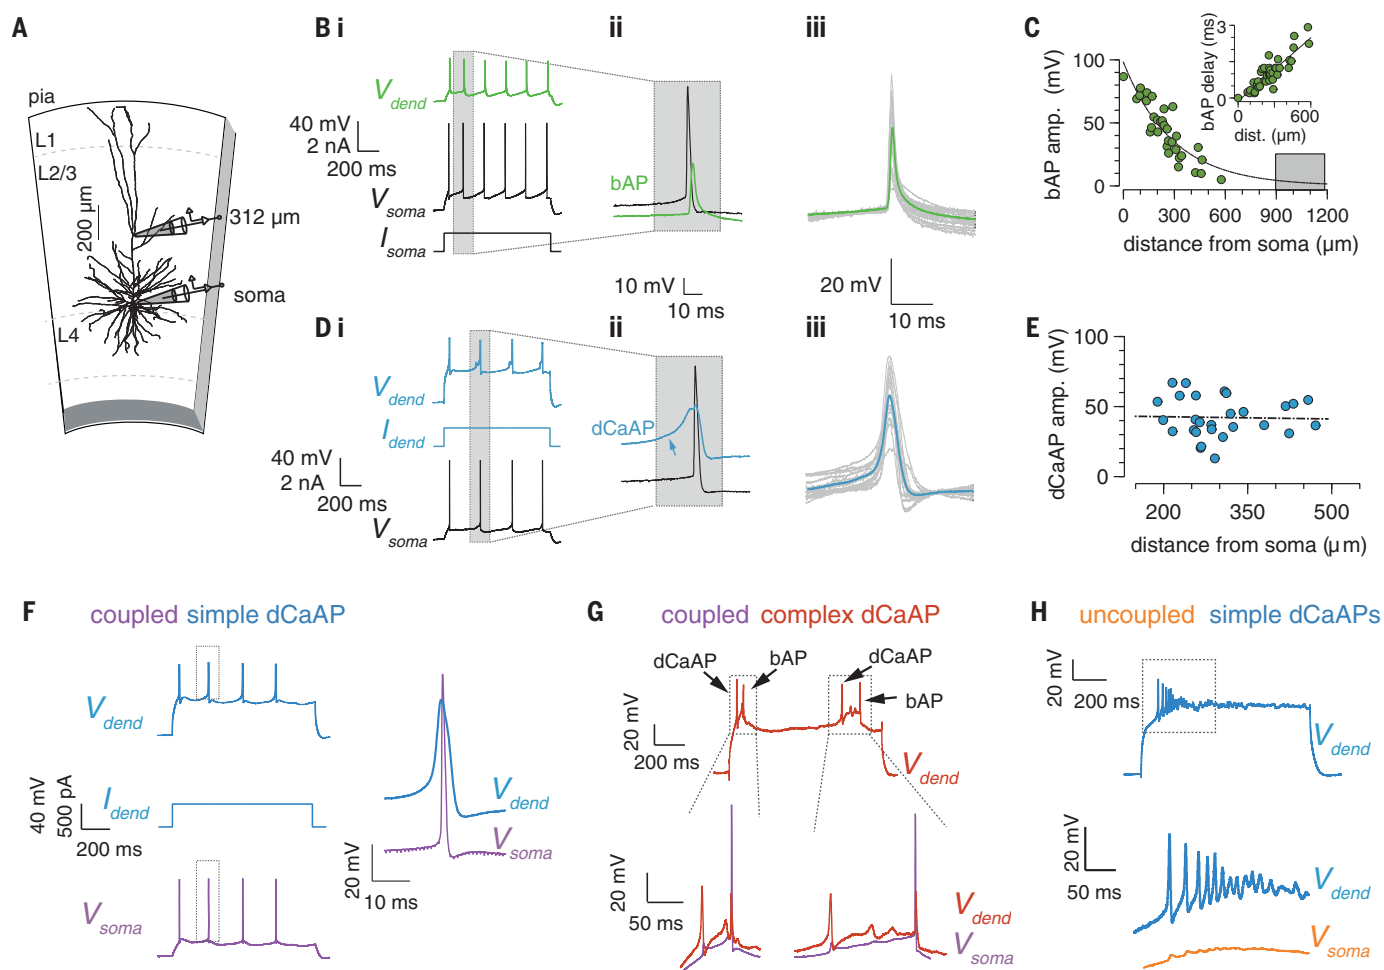 A
pia
L1
L2/3
200 µm
312 µm
soma
L4
B i
V dend
40 mV
2 nA
200 ms
V soma
I soma
ii
bAP
10 mV
10 ms
iii
20 mV
10 ms
C
bAP amp. (mV)
100
50
0
0 300 600 900 1200
distance from soma (µm)
bAP delay (ms)
3
0
0 600
dist. (µm)
D i
V dend
I dend
40 mV
2 nA
200 ms
V soma
ii
dCaAP
iii
E
dCaAP amp. (mV)
100
50
0
200 350 500
distance from soma (µm)
F
coupled simple dCaAP
V dend
I dend
40 mV
500 pA
200 ms
V soma
V dend
V soma
20 mV
10 ms
G
coupled complex dCaAP
dCaAP
bAP
dCaAP
bAP
20 mV
200 ms
V dend
20 mV
50 ms
V dend
V soma
H
uncoupled simple dCaAPs
20 mV
200 ms
V dend
20 mV
50 ms
V dend
V soma